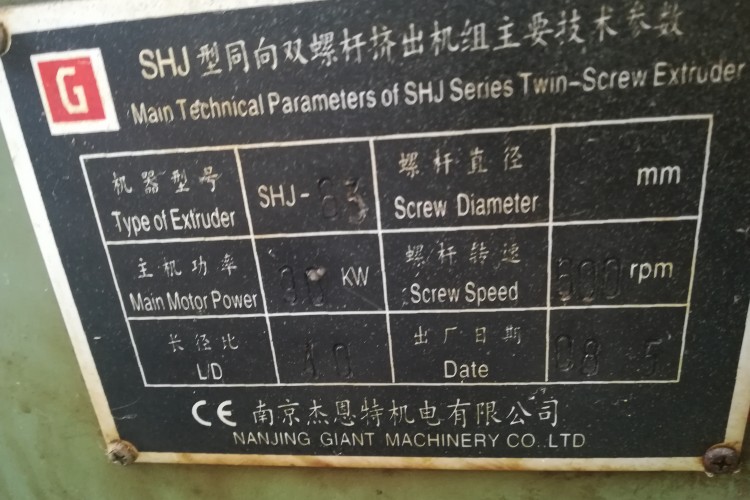 G
SHJ 型同向双螺杆挤出机组主要技术参数
Main Technical Parameters of SHJ Series Twin-Screw Extruder
机器型号
Type of Extruder
SHJ- 63
螺杆直径
Screw Diameter
mm
主机功率
Main Motor Power
KW
螺杆转速
Screw Speed
rpm
长径比
L/D
40
出厂日期
Date
08 5
CE 南京杰恩特机电有限公司
NANJING GIANT MACHINERY CO.,LTD